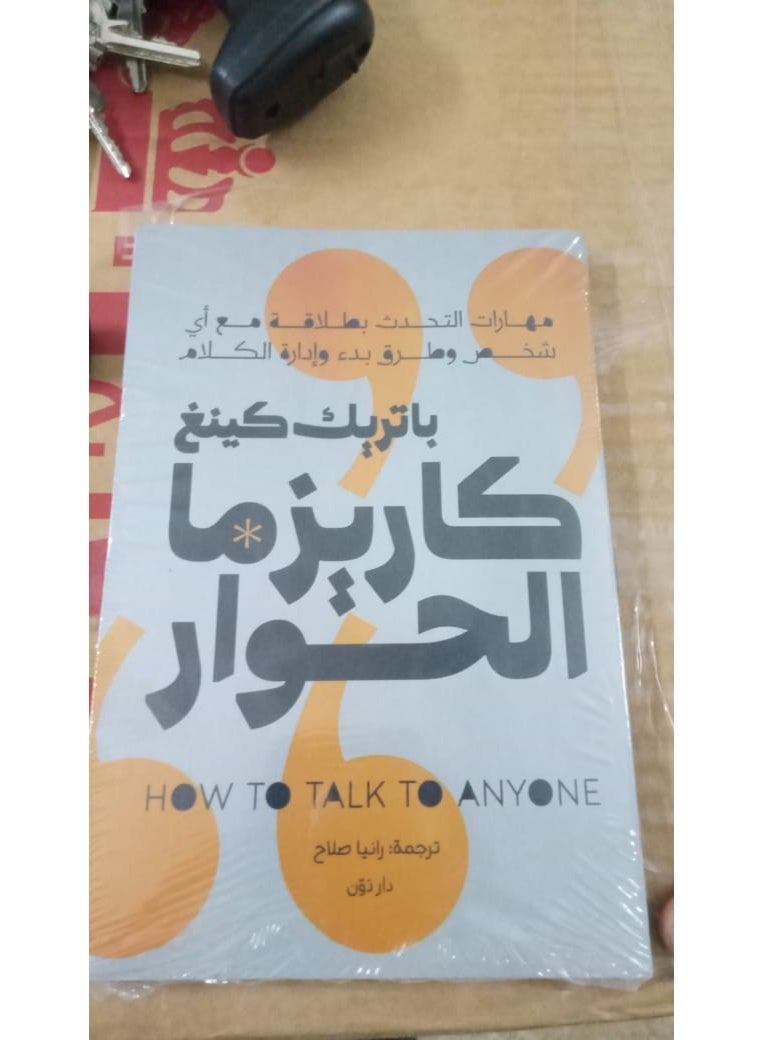 مهارات التحدث بطلاقة مع أي
شخص وطرق بدء وإدارة الكلام
باتريك كينغ
كاريزما
الحوار
HOW TO TALK TO ANYONE
ترجمة: رانيا صلاح
دار دَوِّن